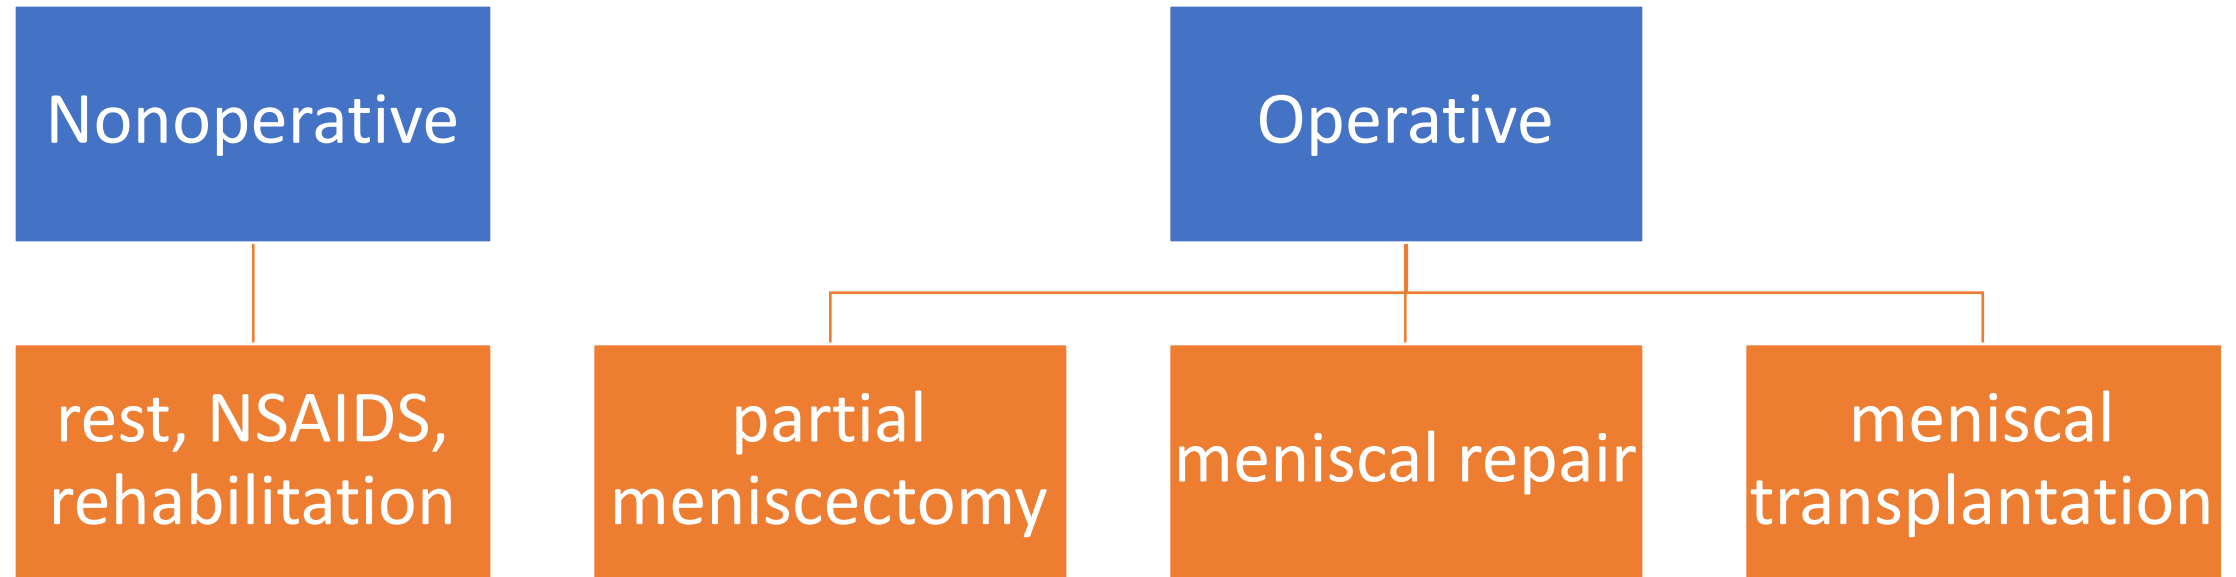 Nonoperative
Operative
rest, NSAIDS,
rehabilitation
partial
meniscectomy
meniscal repair
meniscal
transplantation